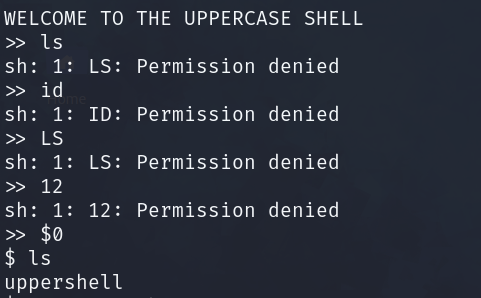 WELCOME TO THE UPPERCASE SHELL
>> ls
sh: 1: LS: Permission denied
>> id
sh: 1: ID: Permission denied
>> LS
sh: 1: LS: Permission denied
>> 12
sh: 1: 12: Permission denied
>> $0
$ ls
uppershell